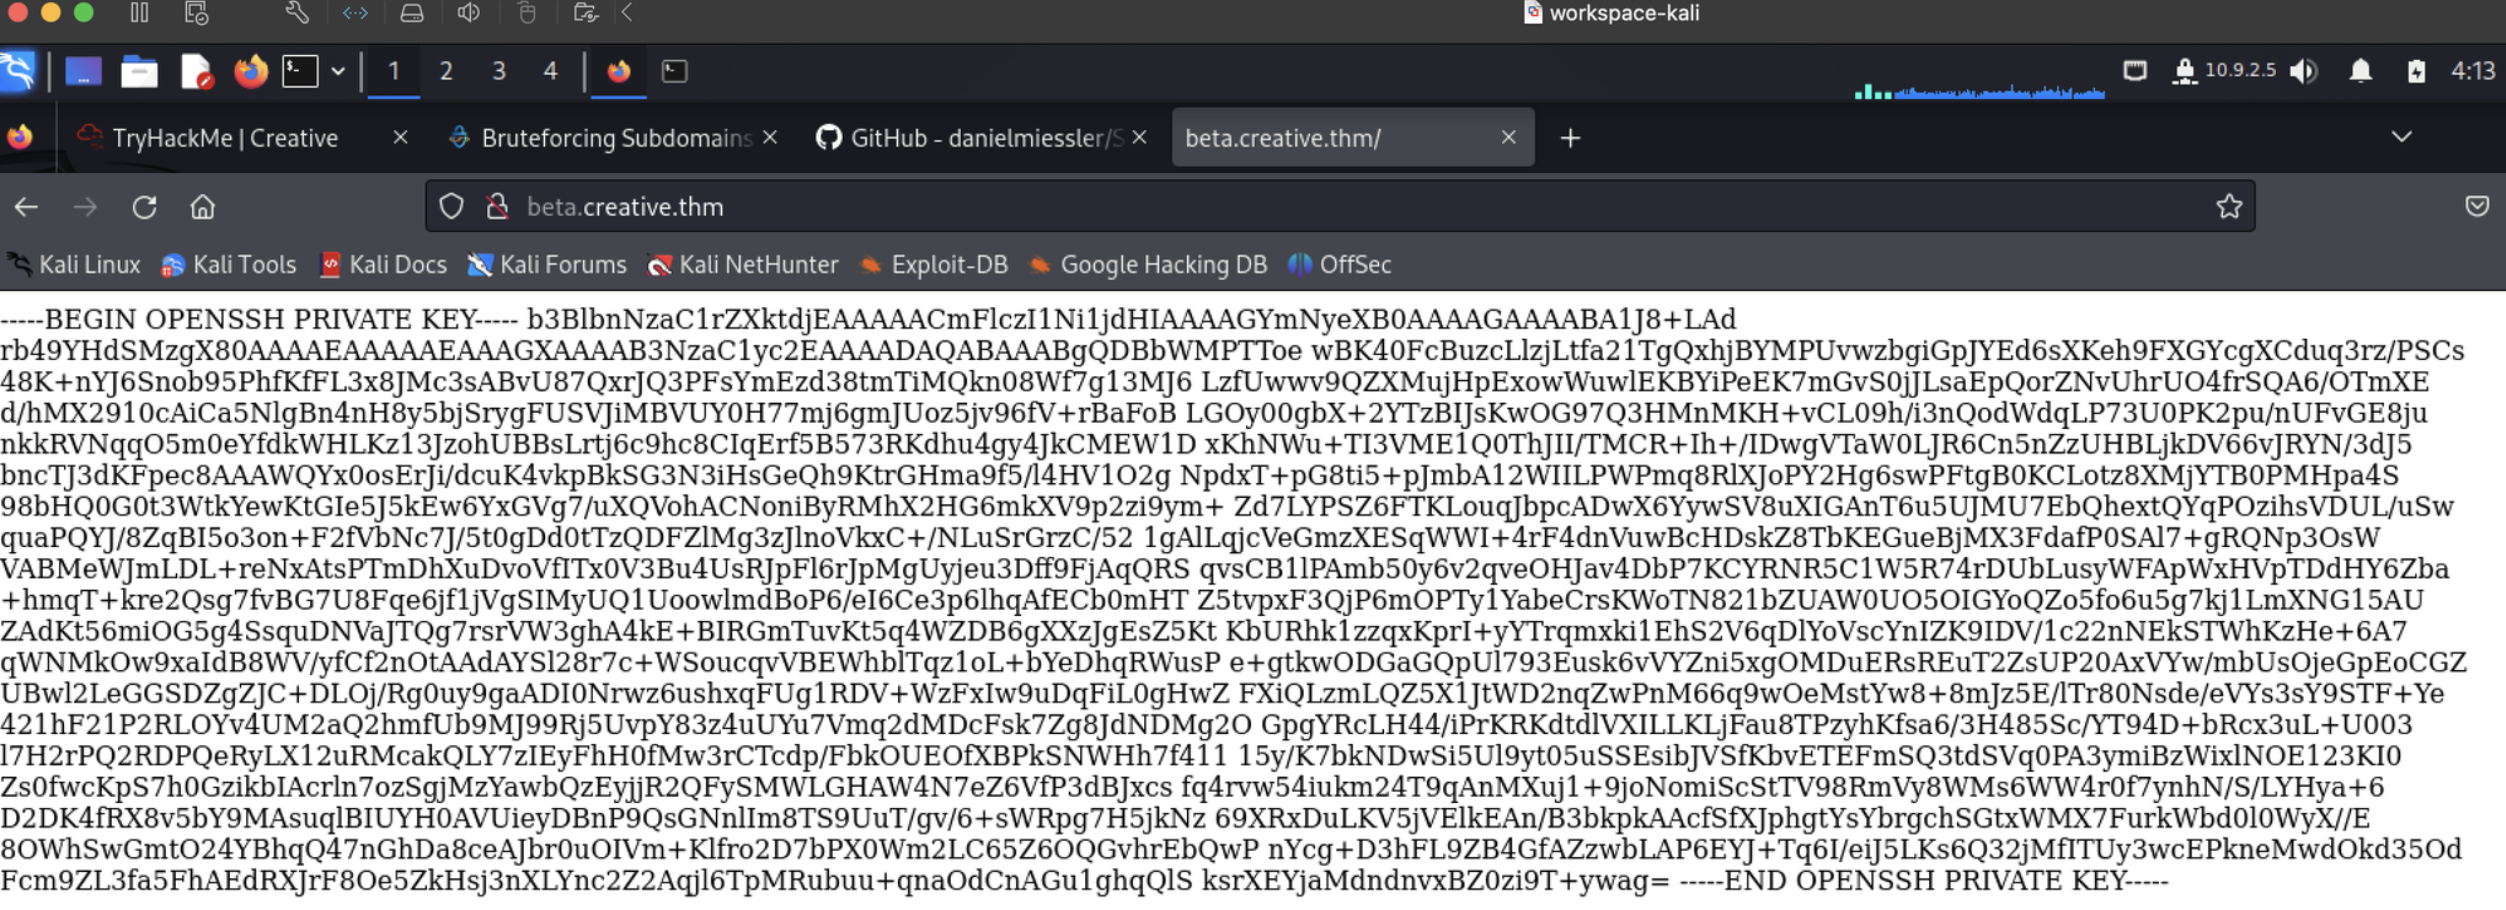 workspace-kali
1 2 3 4
10.9.2.5
4:13
TryHackMe | Creative
Bruteforcing Subdomains
GitHub - danielmiessler/S
beta.creative.thm/
beta.creative.thm
Kali Linux Kali Tools Kali Docs Kali Forums Kali NetHunter Exploit-DB Google Hacking DB OffSec
-----BEGIN OPENSSH PRIVATE KEY----- b3BlbnNzaC1rZXktdjEAAAAACmFlczI1Ni1jdHIAAAAGYmNyeXB0AAAAGAAAABA1J8+LAd
rb49YHdSMzgX80AAAAEAAAAAEAAAGXAAAAB3NzaC1yc2EAAAADAQABAAABgQDBbWMPTToe wBK40FcBuzcLlzjLtfa21TgQxhjBYMPUvwzbgiGpJYEd6sXKeh9FXGYcgXCduq3rz/PSCs
48K+nYJ6Snob95PhfKfFL3x8JMc3sABvU87QxrJQ3PFsYmEzd38tmTiMQkn08Wf7g13MJ6 LzfUwwv9QZXMujHpExowWuwlEKBYiPeEK7mGvS0jJLsaEpQorZNvUhrUO4frSQA6/OTmXE
d/hMX2910cAiCa5NlgBn4nH8y5bjSrygFUSVJiMBVUY0H77mj6gmJUoz5jv96fV+rBaFoB LGOy00gbX+2YTzBIJsKwOG97Q3HMnMKH+vCL09h/i3nQodWdqLP73U0PK2pu/nUFvGE8ju
nkkRVNqqO5m0eYfdkWHLKz13JzohUBBsLrtj6c9hc8CIqErf5B573RKdhu4gy4JkCMEW1D xKhNWu+TI3VME1Q0ThJII/TMCR+Ih+/IDwgVTaW0LJR6Cn5nZzUHBLjkDV66vJRYN/3dJ5
bncTJ3dKFpec8AAAWQYx0osErJi/dcuK4vkpBkSG3N3iHsGeQh9KtrGHma9f5/l4HV1O2g NpdxT+pG8ti5+pJmbA12WIILPWPmq8RlXJoPY2Hg6swPFtgB0KCLotz8XMjYTB0PMHpa4S
98bHQ0G0t3WtkYewKtGIe5J5kEw6YxGVg7/uXQVohACNoniByRMhX2HG6mkXV9p2zi9ym+ Zd7LYPSZ6FTKLouqJbpcADwX6YywSV8uXIGAnT6u5UJMU7EbQhextQYqPOzihsVDUL/uSw
quaPQYJ/8ZqBI5o3on+F2fVbNc7J/5t0gDd0tTzQDFZlMg3zJlnoVkxC+/NLuSrGrzC/52 1gAlLqjcVeGmzXESqWWI+4rF4dnVuwBcHDskZ8TbKEGueBjMX3FdafP0SAl7+gRQNp3OsW
VABMeWJmLDL+reNxAtsPTmDhXuDvoVfITx0V3Bu4UsRJpFl6rJpMgUyjeu3Dff9FjAqQRS qvsCB1lPAmb50y6v2qveOHJav4DbP7KCYRNR5C1W5R74rDUbLusyWFApWxHVpTDdHY6Zba
+hmqT+kre2Qsg7fvBG7U8Fqe6jf1jVgSIMyUQ1UoowlmdBoP6/eI6Ce3p6lhqAfECb0mHT Z5tvpxF3QjP6mOPTy1YabeCrsKWoTN821bZUAW0UO5OIGYoQZo5fo6u5g7kj1LmXNG15AU
ZAdKt56miOG5g4SsquDNVaJTQg7rsrVW3ghA4kE+BIRGmTuvKt5q4WZDB6gXXzJgEsZ5Kt KbURhk1zzqxKprI+yYTrqmxki1EhS2V6qDlYoVscYnIZK9IDV/1c22nNEkSTWhKzHe+6A7
qWNMkOw9xaIdB8WV/yfCf2nOtAAdAYSl28r7c+WSoucqvVBEWhblTqz1oL+bYeDhqRWusP e+gtkwODGaGQpUl793Eusk6vVYZni5xgOMDuERsREuT2ZsUP20AxVYw/mbUsOjeGpEoCGZ
UBwl2LeGGSDZgZJC+DLOj/Rg0uy9gaADI0Nrwz6ushxqFUg1RDV+WzFxIw9uDqFiL0gHwZ FXiQLzmLQZ5X1JtWD2nqZwPnM66q9wOeMstYw8+8mJz5E/lTr80Nsde/eVYs3sY9STF+Ye
421hF21P2RLOYv4UM2aQ2hmfUb9MJ99Rj5UvpY83z4uUYu7Vmq2dMDcFsk7Zg8JdNDMg2O GpgYRcLH44/iPrKRKdtdlVXILLKLjFau8TPzyhKfsa6/3H485Sc/YT94D+bRcx3uL+U003
l7H2rPQ2RDPQeRyLX12uRMcakQLY7zIEyFhH0fMw3rCTcdp/FbkOUEOfXBPkSNWHh7f411 15y/K7bkNDwSi5Ul9yt05uSSEsibJVSfKbvETEFmSQ3tdSVq0PA3ymiBzWixlNOE123KI0
Zs0fwcKpS7h0GzikbIAcrln7ozSgjMzYawbQzEyjjR2QFySMWLGHAW4N7eZ6VfP3dBJxcs fq4rvw54iukm24T9qAnMXuj1+9joNomiScStTV98RmVy8WMs6WW4r0f7ynhN/S/LYHya+6
D2DK4fRX8v5bY9MAsuqlBIUYH0AVUieyDBnP9QsGNnlIm8TS9UuT/gv/6+sWRpg7H5jkNz 69XRxDuLKV5jVElkEAn/B3bkpkAAcfSfXJphgtYsYbrgchSGtxWMX7FurkWbd0l0WyX//E
8OWhSwGmtO24YBhqQ47nGhDa8ceAJbr0uOIVm+Klfro2D7bPX0Wm2LC65Z6OQGvhrEbQwP nYcg+D3hFL9ZB4GfAZzwbLAP6EYJ+Tq6I/eiJ5LKs6Q32jMfITUy3wcEPkneMwdOkd35Od
Fcm9ZL3fa5FhAEdRXJrF8Oe5ZkHsj3nXLYnc2Z2Aqjl6TpMRubuu+qnaOdCnAGu1ghqQlS ksrXEYjaMdndnvxBZ0zi9T+ywag= -----END OPENSSH PRIVATE KEY-----